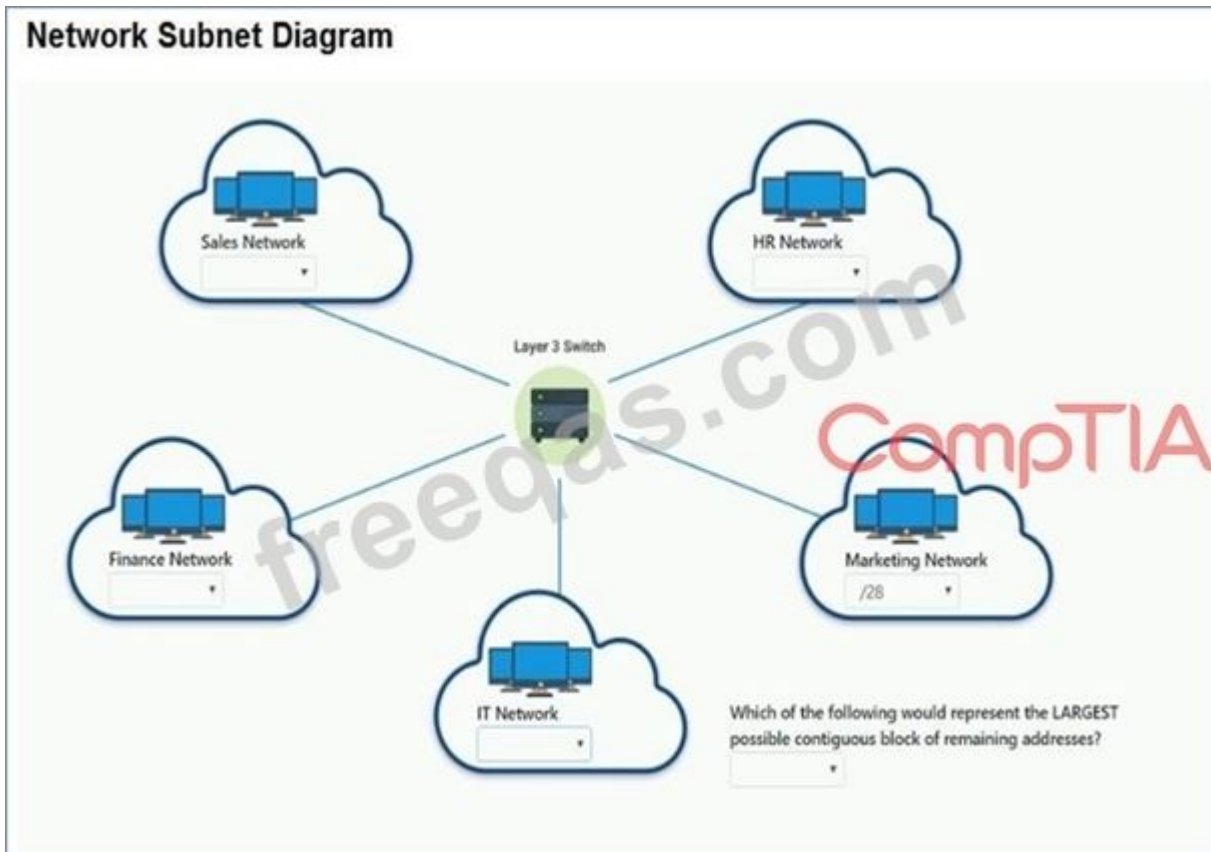 Network Subnet Diagram
Sales Network
HR Network
Layer 3 Switch
freeqas.com
CompTIA
Finance Network
Marketing Network
/28
IT Network
Which of the following would represent the LARGEST
possible contiguous block of remaining addresses?